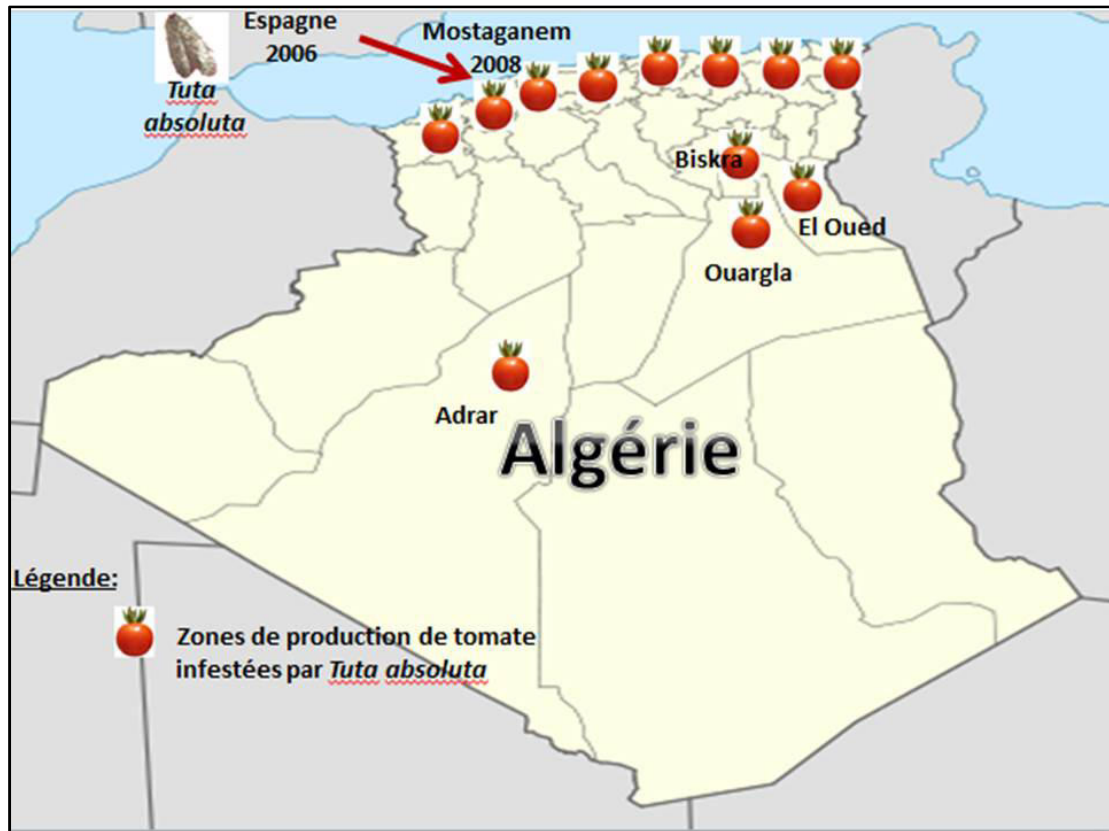 Espagne
2006
Mostaganem
2008
Tuta
absoluta
Biskra
El Oued
Ouargla
Adrar
Algérie
Légende:
Zones de production de tomate
infestées par Tuta absoluta